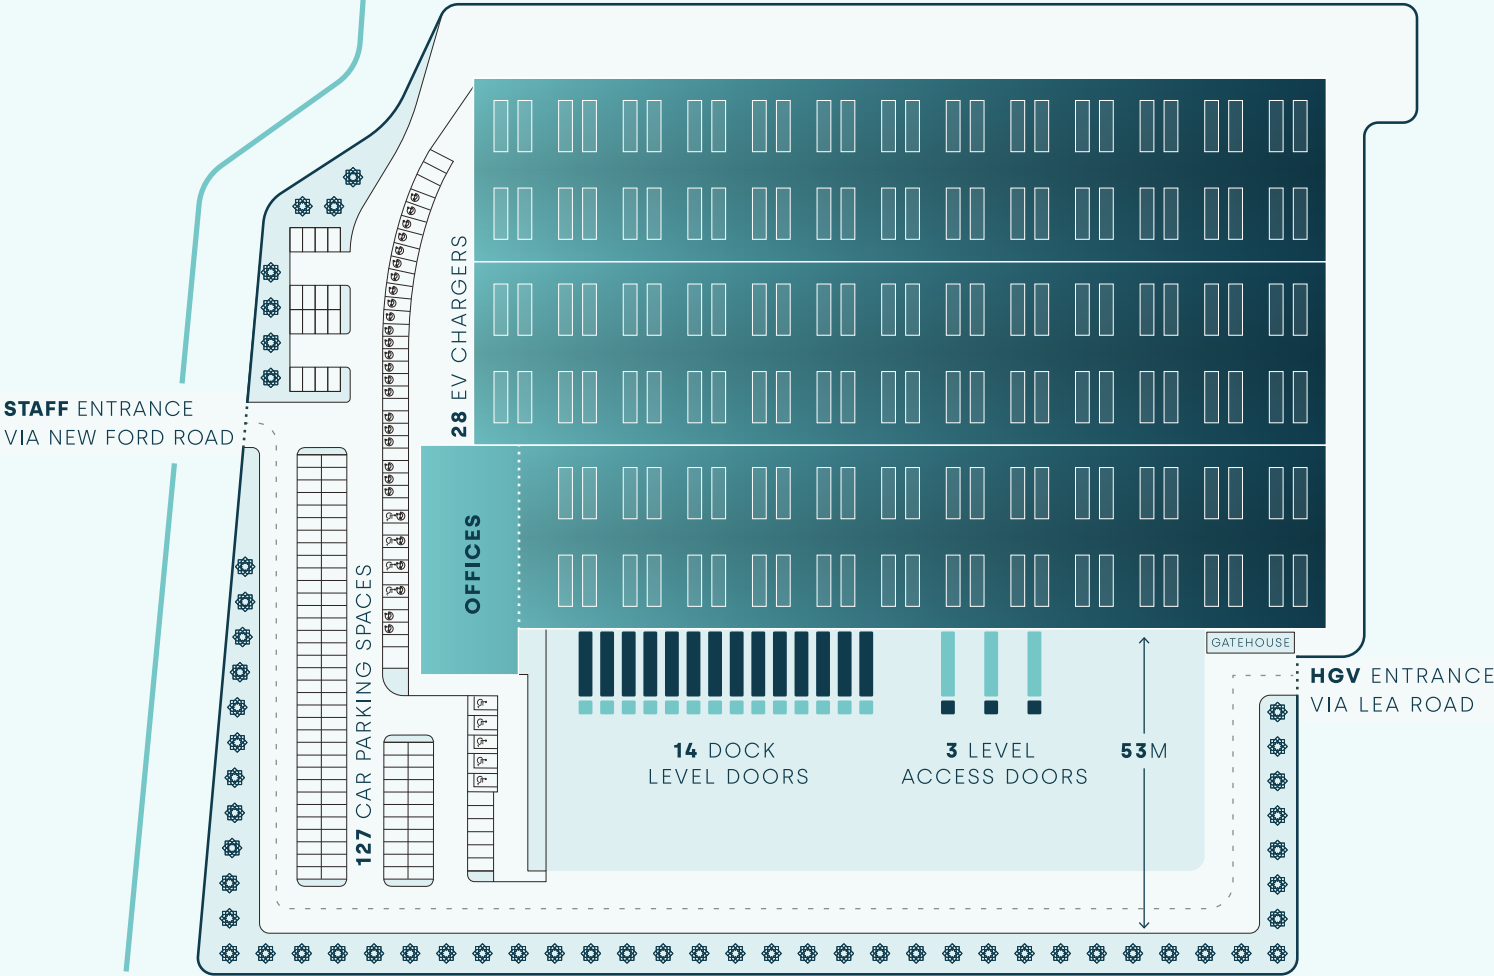 28 EV CHARGERS
STAFF ENTRANCE
VIA NEW FORD ROAD
OFFICES
127 CAR PARKING SPACES
GATEHOUSE
HGV ENTRANCE
VIA LEA ROAD
14 DOCK
LEVEL DOORS
3 LEVEL
ACCESS DOORS
53M